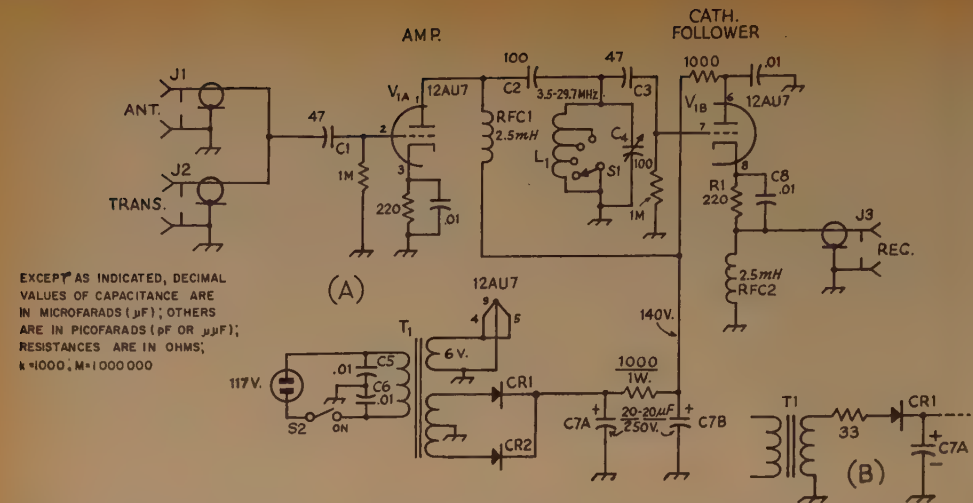 AMP.
CATH.
FOLLOWER
J1
ANT.
J2
TRANS.
47
C1
2
1M
V1A
1
12AU7
3
220
.01
RFC1
2.5mH
100
C2
47
C3
3.5-29.7MHz
L1
S1
C4
100
1M
1000
.01
V1B
6
12AU7
7
8
R1
220
C8
.01
J3
REC.
2.5mH
RFC2
EXCEPT AS INDICATED, DECIMAL
VALUES OF CAPACITANCE ARE
IN MICROFARADS (μF); OTHERS
ARE IN PICOFARADS (pF OR μμF);
RESISTANCES ARE IN OHMS;
k=1000; M=1000000
(A)
12AU7
9
4
5
T1
6 V.
117V.
.01
C5
C6
.01
S2
ON
CR1
CR2
140V.
1000
1W.
C7A
+
20-20μF
250V.
+
C7B
T1
33
CR1
+
C7A
-
(B)